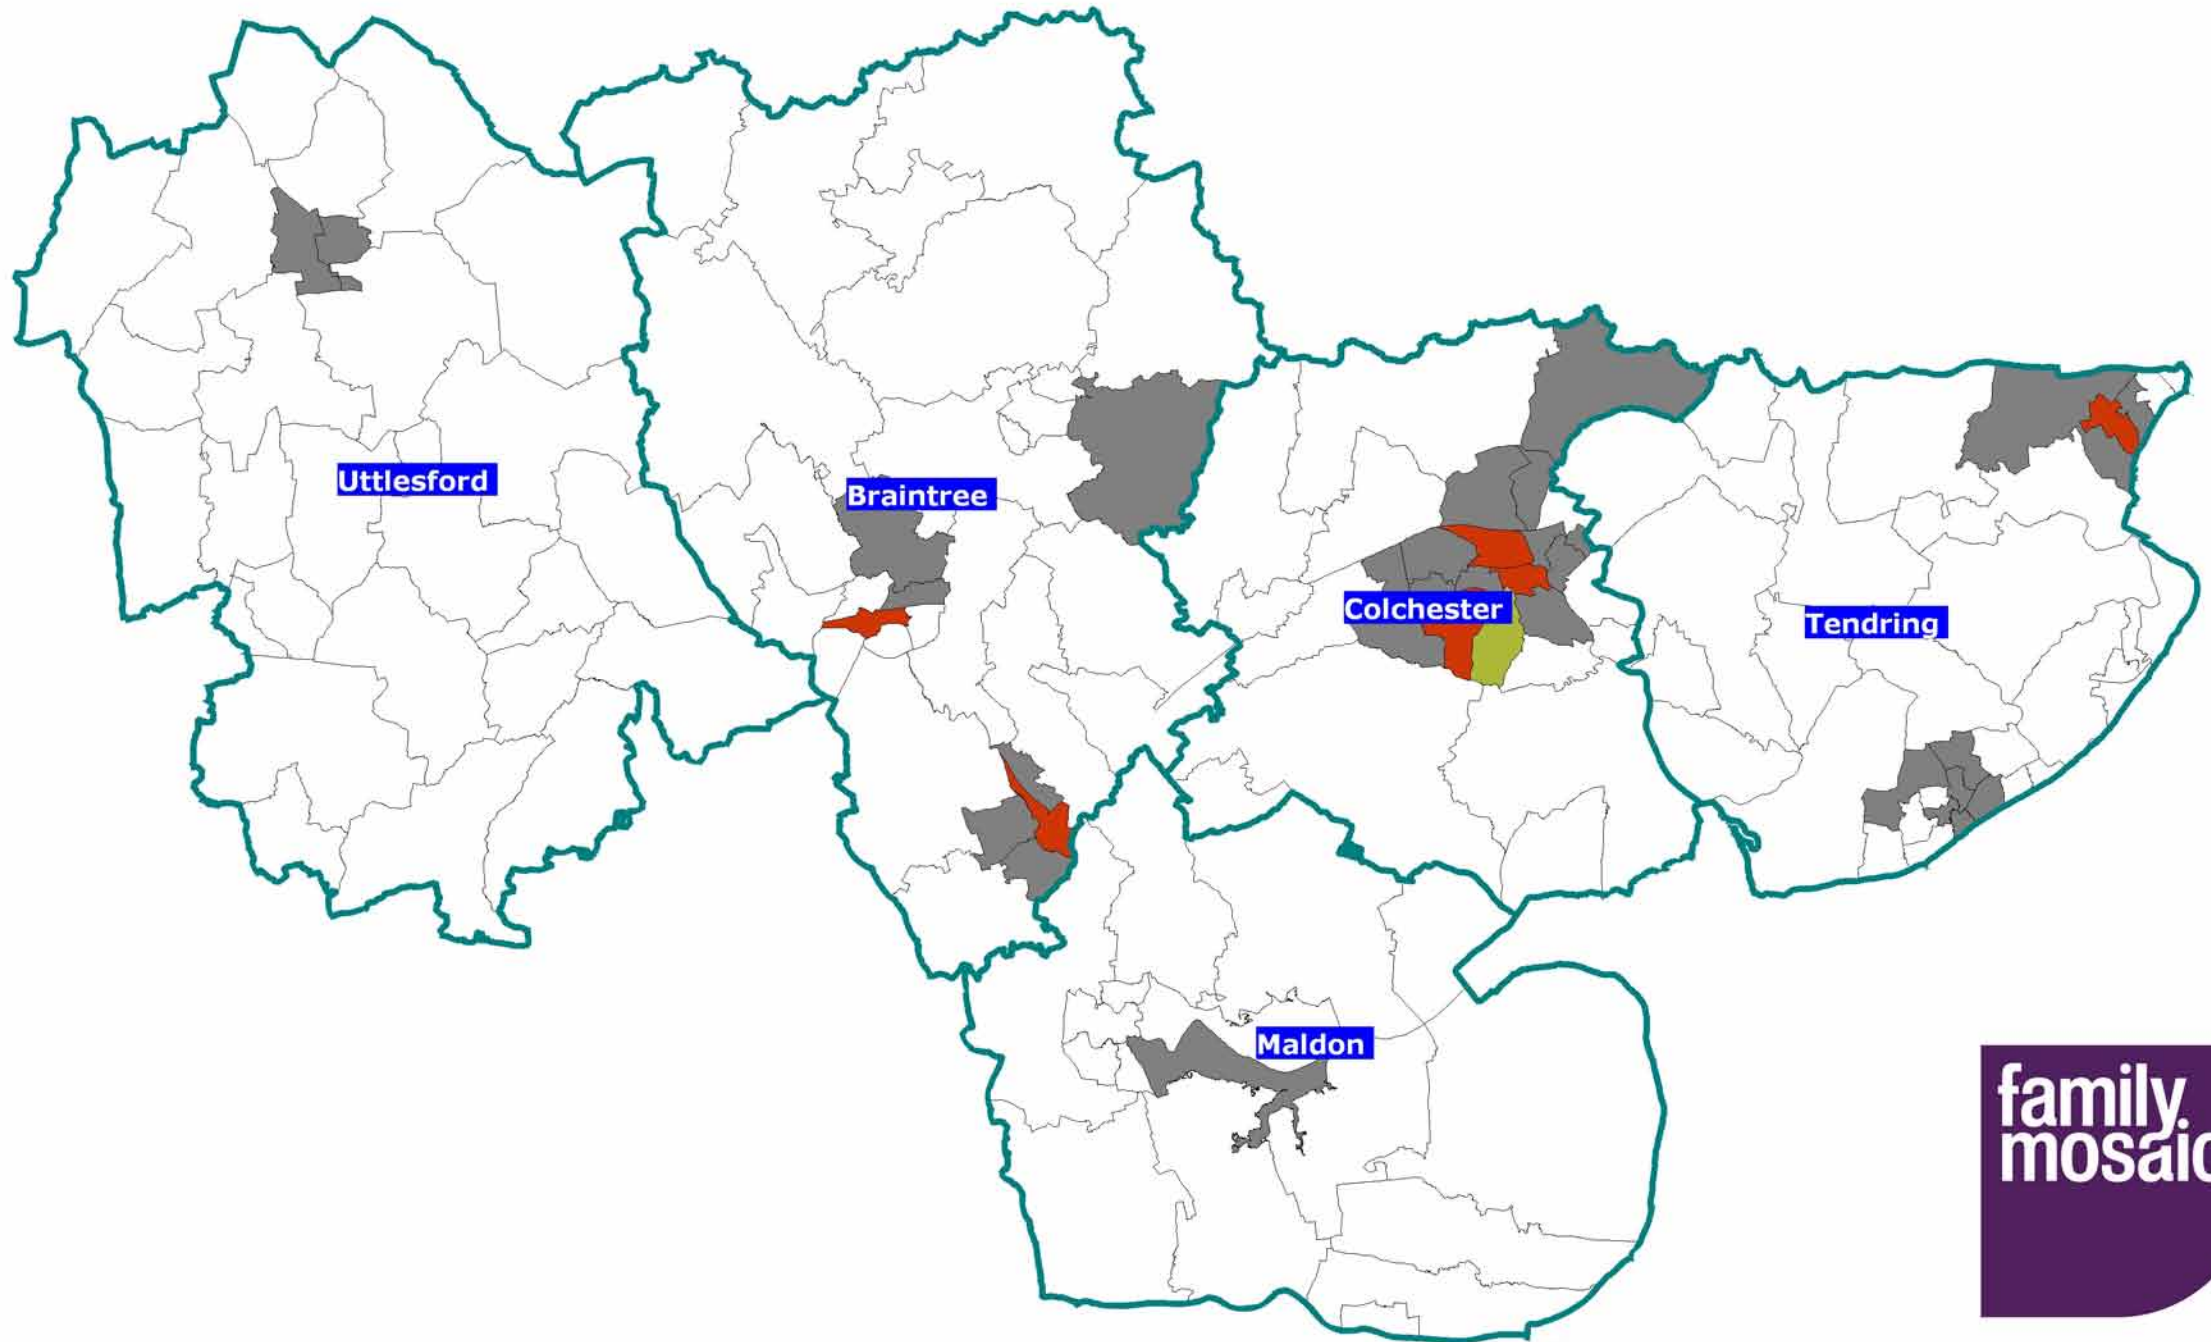 Uttlesford
Braintree
Colchester
Tendring
Maldon
family
mosaic